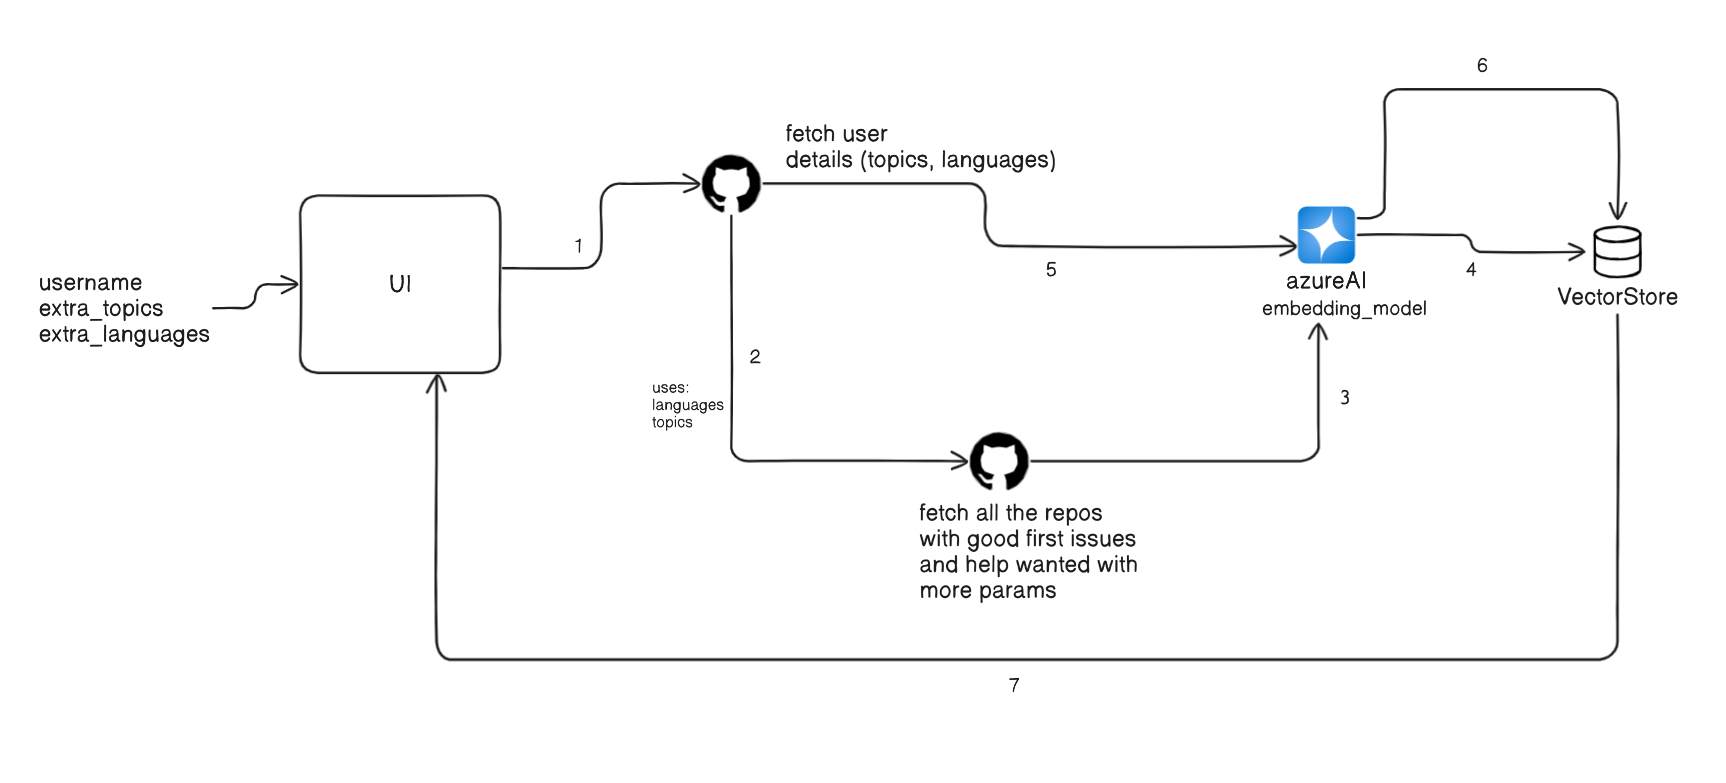 username
extra_topics
extra_languages
UI
1
fetch user
details (topics, languages)
2
uses:
languages
topics
fetch all the repos
with good first issues
and help wanted with
more params
3
5
azureAI
embedding_model
4
6
VectorStore
7